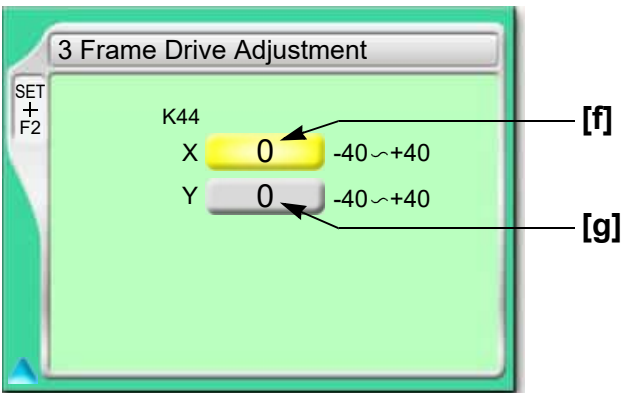 3 Frame Drive Adjustment
SET
+
F2
K44
X 0 -40∽+40
Y 0 -40∽+40
[f]
[g]